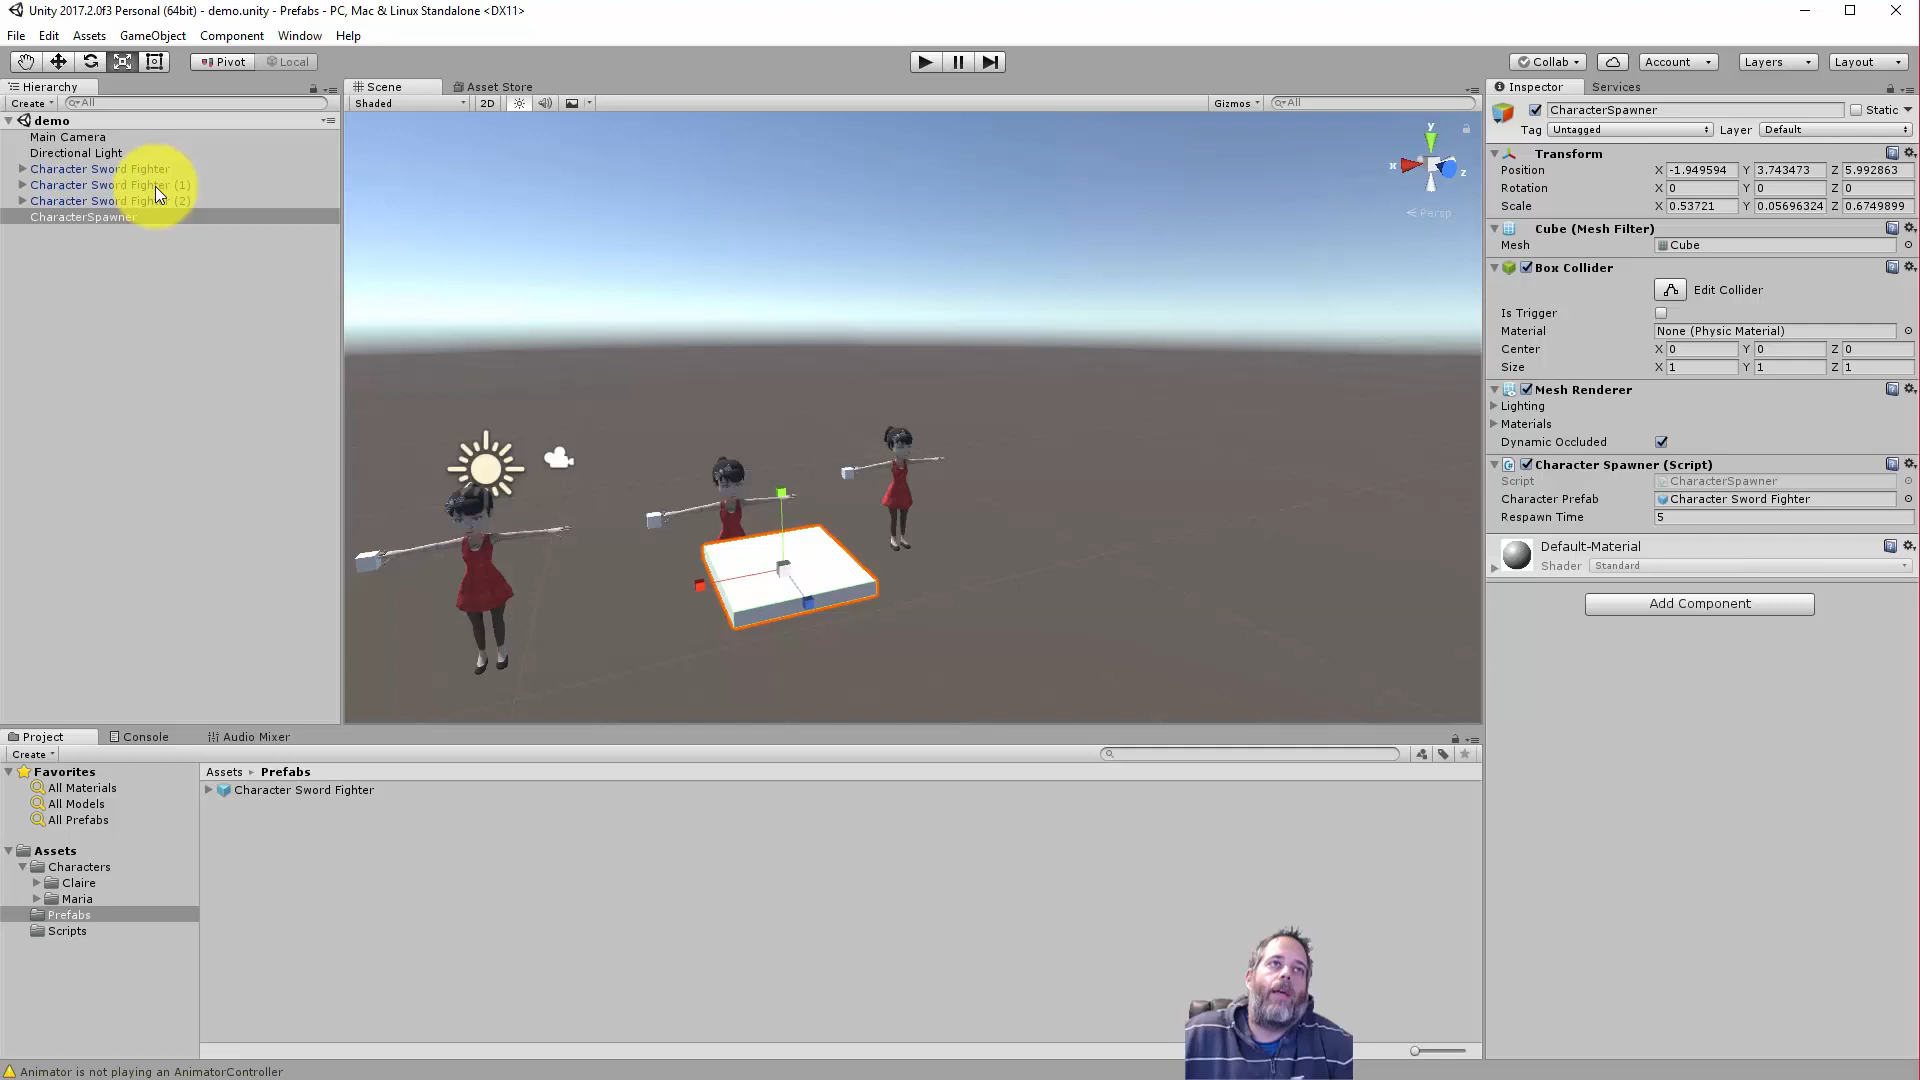 Unity 2017.2.0f3 Personal (64bit) - demo.unity - Prefabs - PC, Mac & Linux Standalone <DX11>
File Edit Assets GameObject Component Window Help
Pivot Local Collab Account Layers Layout
Hierarchy Scene Asset Store Inspector Services
Create All Shaded 2D Gizmos All CharacterSpawner Static
demo
Tag Untagged Layer Default
Main Camera
Directional Light
Character Sword Fighter
Character Sword Fighter (1)
Character Sword Fighter (2)
CharacterSpawner
y
x
z
Persp
Transform
Position X -1.949594 Y 3.743473 Z 5.992863
Rotation X 0 Y 0 Z 0
Scale X 0.53721 Y 0.05696324 Z 0.6749899
Cube (Mesh Filter)
Mesh Cube
Box Collider
Edit Collider
Is Trigger
Material None (Physic Material)
Center X 0 Y 0 Z 0
Size X 1 Y 1 Z 1
Mesh Renderer
Lighting
Materials
Dynamic Occluded
Character Spawner (Script)
Script CharacterSpawner
Character Prefab Character Sword Fighter
Respawn Time 5
Default-Material
Shader Standard
Add Component
Project Console Audio Mixer
Create
Favorites
All Materials
All Models
All Prefabs
Assets
Characters
Claire
Maria
Prefabs
Scripts
Assets Prefabs
Character Sword Fighter
Animator is not playing an AnimatorController